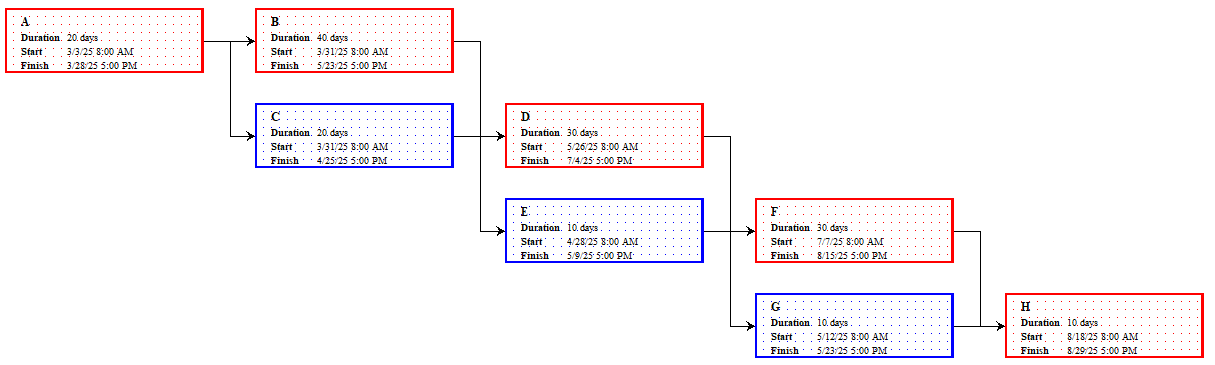 A
Duration 20 days
Start 3/3/25 8:00 AM
Finish 3/28/25 5:00 PM
B
Duration 40 days
Start 3/31/25 8:00 AM
Finish 5/23/25 5:00 PM
C
Duration 20 days
Start 3/31/25 8:00 AM
Finish 4/25/25 5:00 PM
D
Duration 30 days
Start 5/26/25 8:00 AM
Finish 7/4/25 5:00 PM
E
Duration 10 days
Start 4/28/25 8:00 AM
Finish 5/9/25 5:00 PM
F
Duration 30 days
Start 7/7/25 8:00 AM
Finish 8/15/25 5:00 PM
G
Duration 10 days
Start 5/12/25 8:00 AM
Finish 5/23/25 5:00 PM
H
Duration 10 days
Start 8/18/25 8:00 AM
Finish 8/29/25 5:00 PM